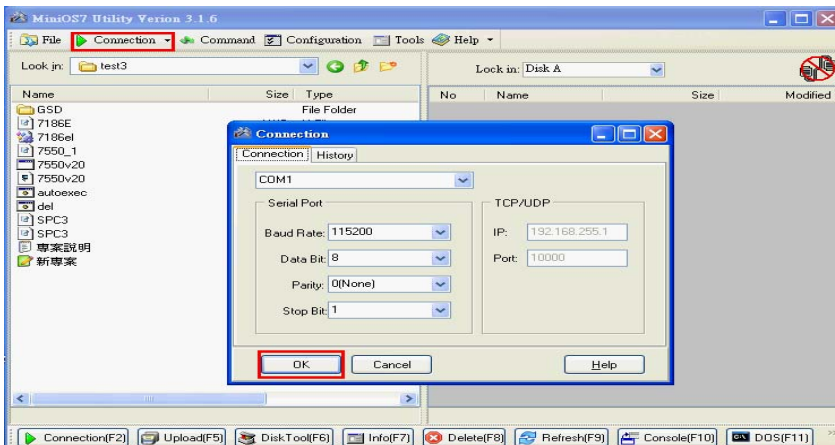 MiniOS7 Utility Verion 3.1.6
File Connection Command Configuration Tools Help
Look in: test3
Lock in: Disk A
Name Size Type
No Name Size Modified
GSD File Folder
7186E
7186el
7550_1
7550v20
7550v20
autoexec
del
SPC3
SPC3
專案説明
新專案
Connection
Connection History
COM1
Serial Port
TCP/UDP
Baud Rate: 115200
IP: 192.168.255.1
Data Bit: 8
Port: 10000
Parity: 0(None)
Stop Bit: 1
OK Cancel Help
Connection(F2) Upload(F5) DiskTool(F6) Info(F7) Delete(F8) Refresh(F9) Console(F10) DOS(F11)